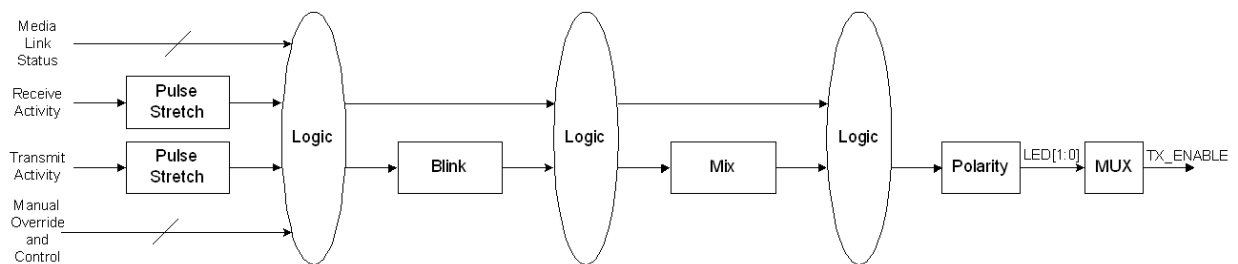 Media
Link
Status
Receive
Activity
Pulse
Stretch
Transmit
Activity
Pulse
Stretch
Manual
Override
and
Control
Logic
Blink
Logic
Mix
Logic
Polarity
LED[1:0]
MUX
TX_ENABLE